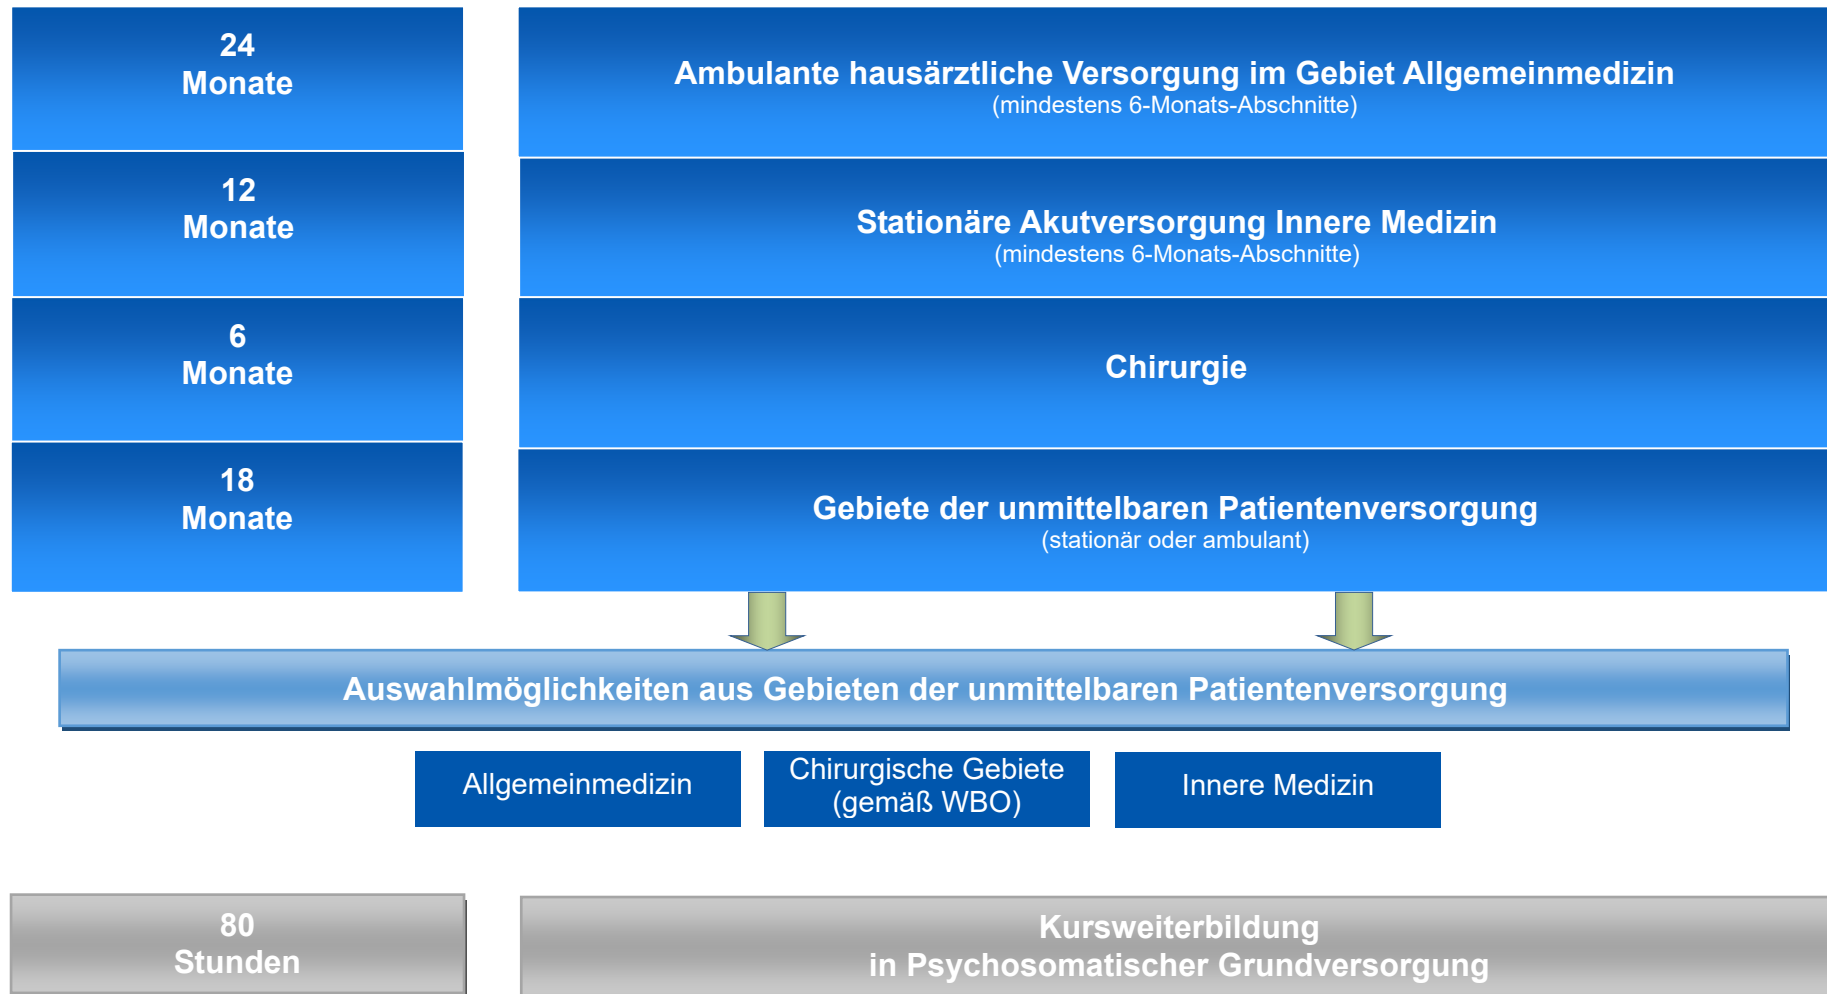 24
Monate
Ambulante hausärztliche Versorgung im Gebiet Allgemeinmedizin
(mindestens 6-Monats-Abschnitte)
12
Monate
Stationäre Akutversorgung Innere Medizin
(mindestens 6-Monats-Abschnitte)
6
Monate
Chirurgie
18
Monate
Gebiete der unmittelbaren Patientenversorgung
(stationär oder ambulant)
Auswahlmöglichkeiten aus Gebieten der unmittelbaren Patientenversorgung
Allgemeinmedizin
Chirurgische Gebiete
(gemäß WBO)
Innere Medizin
80
Stunden
Kursweiterbildung
in Psychosomatischer Grundversorgung